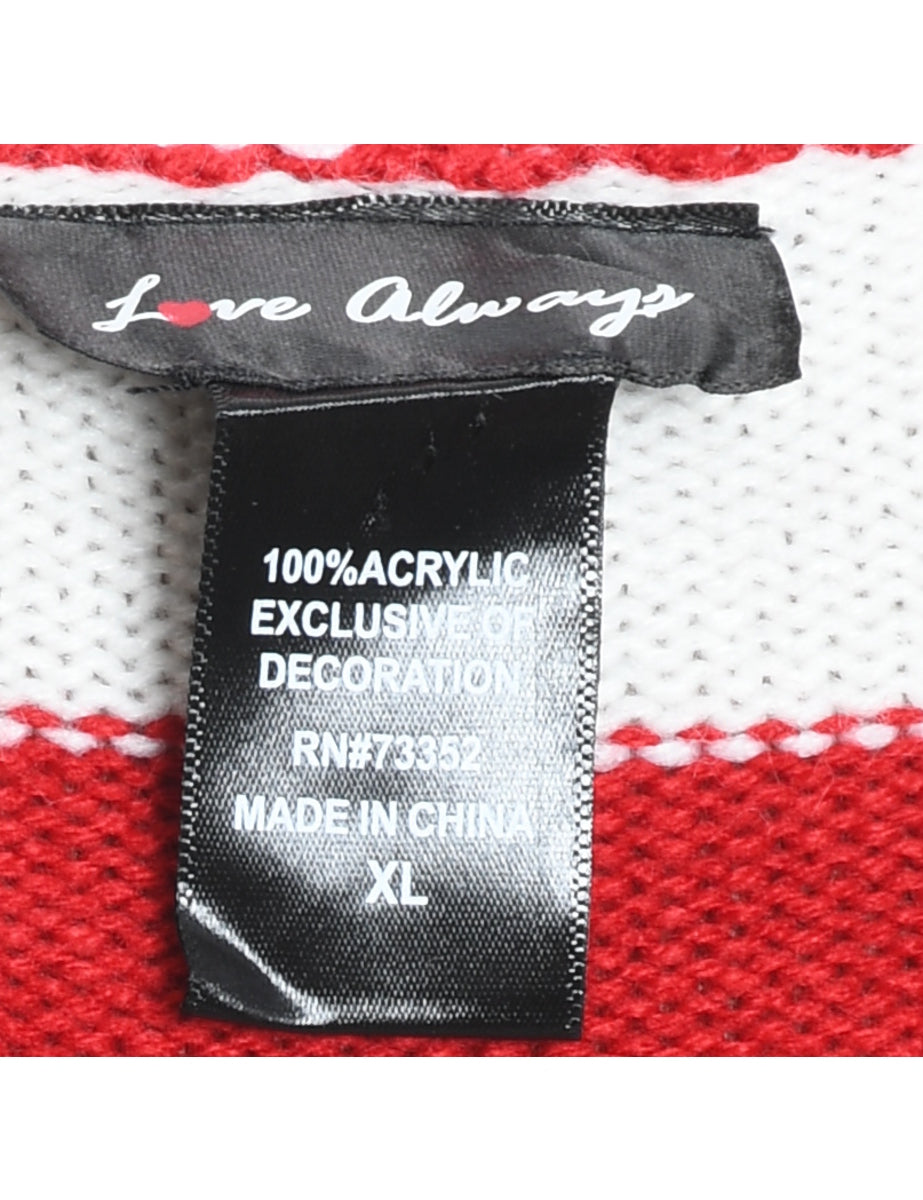 Love Always
100%ACRYLIC
EXCLUSIVE OF
DECORATION
RN#73352
MADE IN CHINA
XL